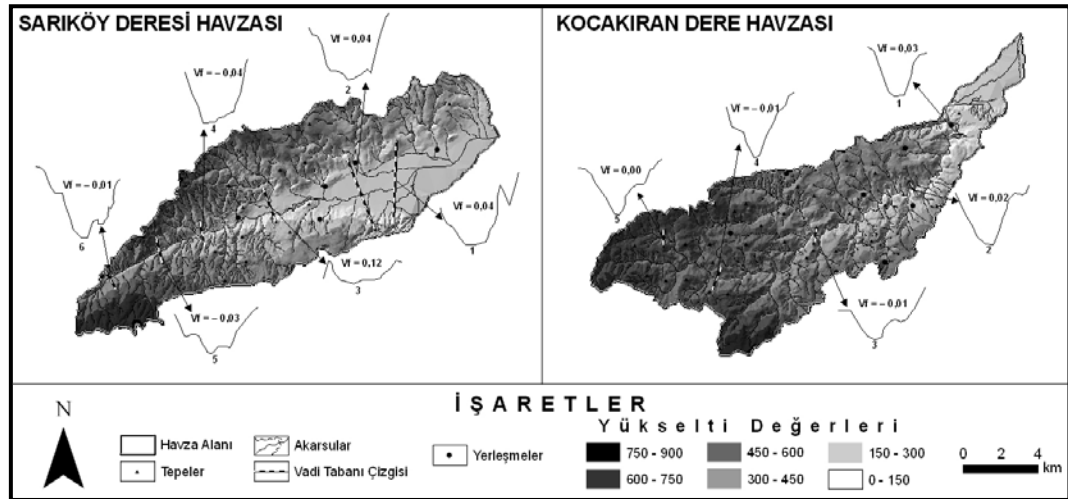 SARIKÖY DERESİ HAVZASI
Vf = 0,04
2
Vf = – 0,04
4
Vf = – 0,01
6
Vf = 0,04
1
Vf = 0,12
3
Vf = – 0,03
5
KOCAKIRAN DERE HAVZASI
Vf = 0,03
1
Vf = – 0,01
4
Vf = 0,00
5
Vf = 0,02
2
Vf = – 0,01
3
İŞARETLER
N
Havza Alanı
Akarsular
Tepeler
Vadi Tabanı Çizgisi
Yerleşmeler
Yükselti Değerleri
750 - 900
450 - 600
150 - 300
600 - 750
300 - 450
0 - 150
0 2 4
km